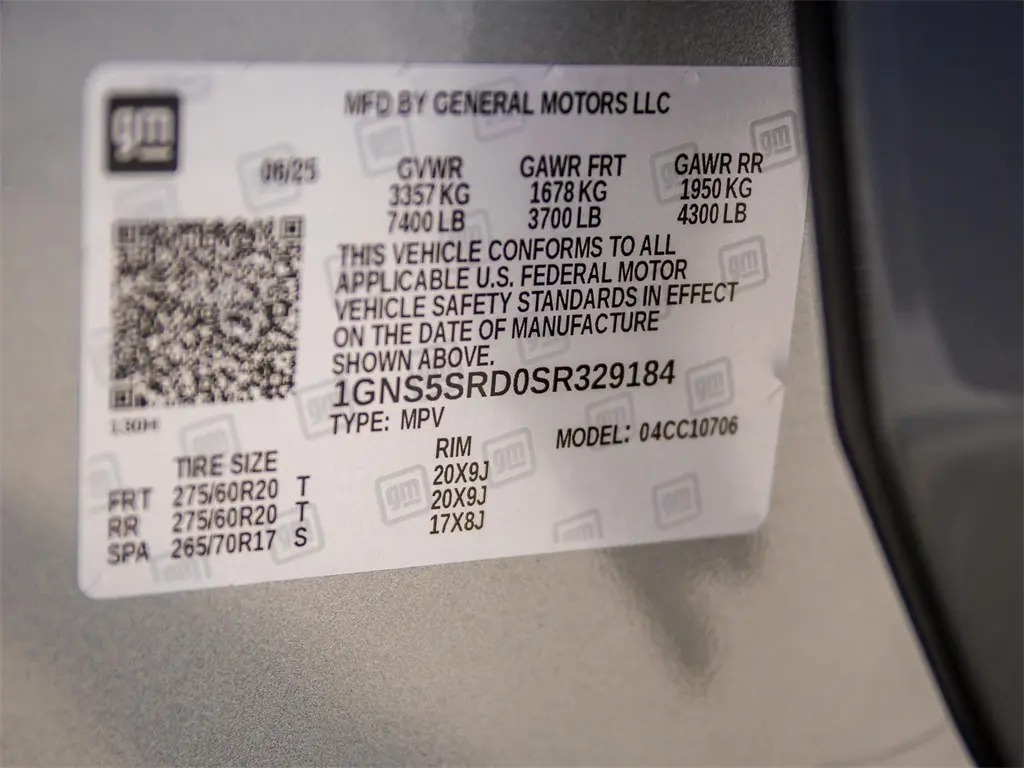 gm
MFD BY GENERAL MOTORS LLC
06/25 GVWR GAWR FRT GAWR RR
3357 KG 1678 KG 1950 KG
7400 LB 3700 LB 4300 LB
THIS VEHICLE CONFORMS TO ALL
APPLICABLE U.S. FEDERAL MOTOR
VEHICLE SAFETY STANDARDS IN EFFECT
ON THE DATE OF MANUFACTURE
SHOWN ABOVE.
1GNS5SRD0SR329184
TYPE: MPV
MODEL: 04CC10706
TIRE SIZE RIM
FRT 275/60R20 T 20X9J
RR 275/60R20 T 20X9J
SPA 265/70R17 S 17X8J